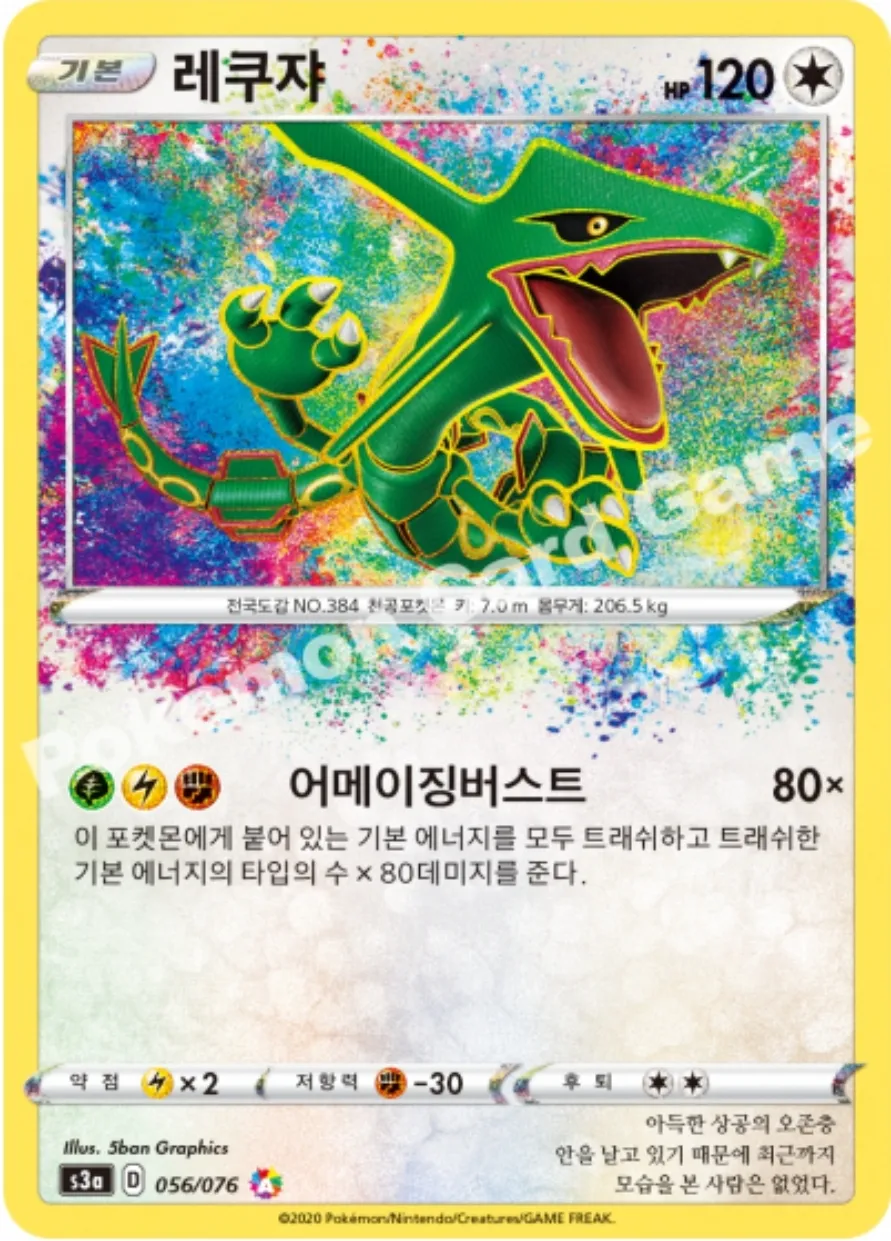 기본 레쿠쟈 HP 120
전국도감 NO.384 천공포켓몬 키: 7.0 m 몸무게: 206.5 kg
Pokémon Card Game
어메이징버스트 80×
이 포켓몬에게 붙어 있는 기본 에너지를 모두 트래쉬하고 트래쉬한
기본 에너지의 타입의 수 × 80데미지를 준다.
약점 ×2 저항력 -30 후퇴
아득한 상공의 오존층
안을 날고 있기 때문에 최근까지
모습을 본 사람은 없었다.
Illus. 5ban Graphics
s3a D 056/076 A
©2020 Pokémon/Nintendo/Creatures/GAME FREAK.